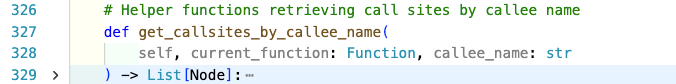 326 # Helper functions retrieving call sites by callee name
327 def get_callsites_by_callee_name(
328 self, current_function: Function, callee_name: str
329 > ) -> List[Node]:⋯